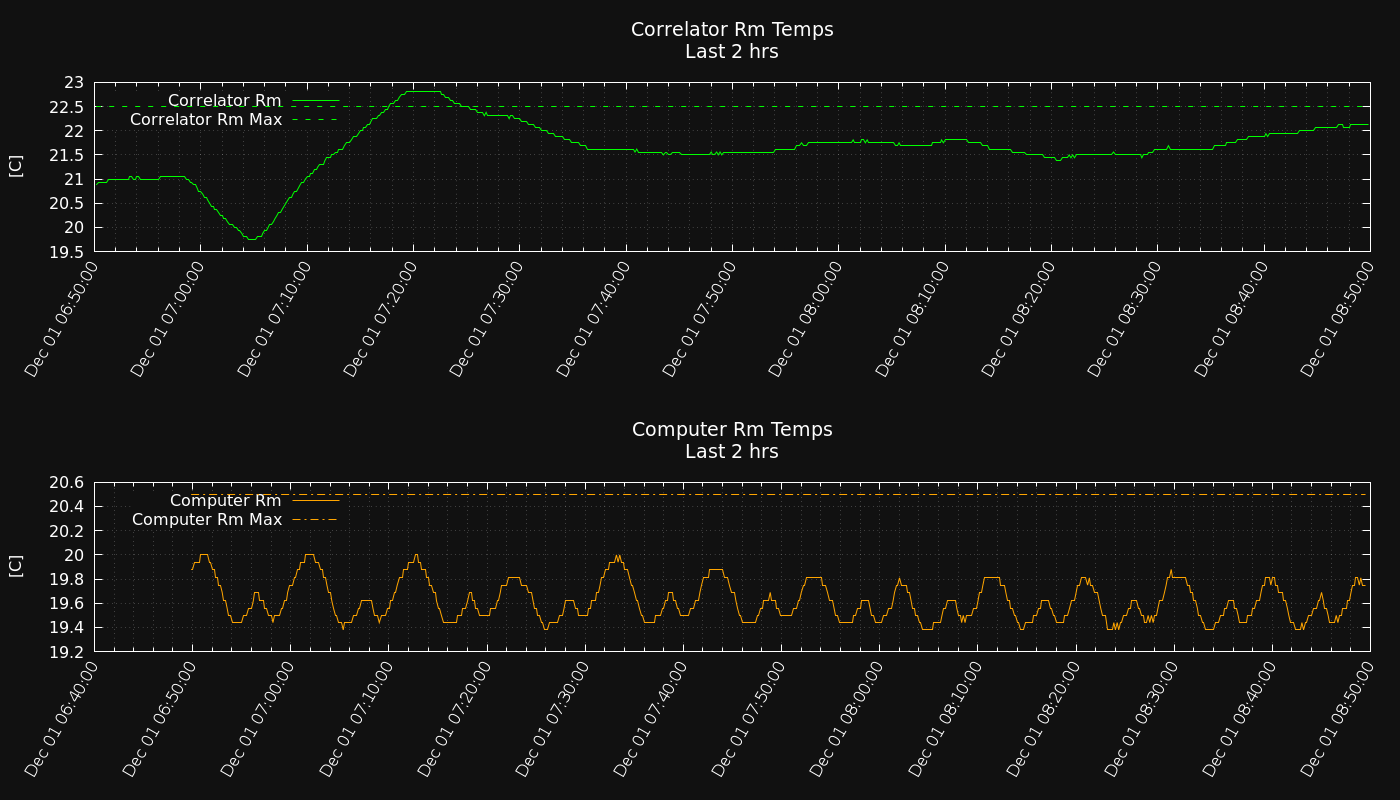 Correlator Rm Temps
Last 2 hrs
[C]
23
22.5
22
21.5
21
20.5
20
19.5
Correlator Rm
Correlator Rm Max
Dec 01 06:50:00
Dec 01 07:00:00
Dec 01 07:10:00
Dec 01 07:20:00
Dec 01 07:30:00
Dec 01 07:40:00
Dec 01 07:50:00
Dec 01 08:00:00
Dec 01 08:10:00
Dec 01 08:20:00
Dec 01 08:30:00
Dec 01 08:40:00
Dec 01 08:50:00
Computer Rm Temps
Last 2 hrs
[C]
20.6
20.4
20.2
20
19.8
19.6
19.4
19.2
Computer Rm
Computer Rm Max
Dec 01 06:40:00
Dec 01 06:50:00
Dec 01 07:00:00
Dec 01 07:10:00
Dec 01 07:20:00
Dec 01 07:30:00
Dec 01 07:40:00
Dec 01 07:50:00
Dec 01 08:00:00
Dec 01 08:10:00
Dec 01 08:20:00
Dec 01 08:30:00
Dec 01 08:40:00
Dec 01 08:50:00